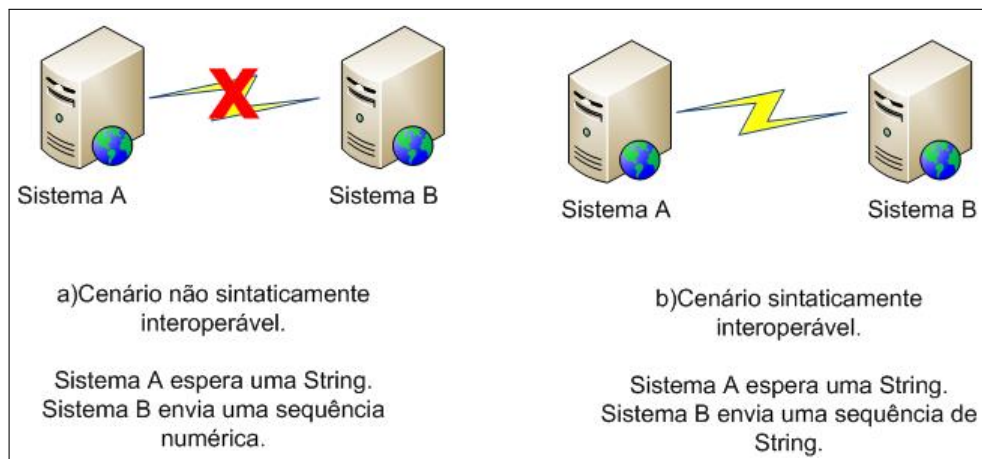 Sistema A
Sistema B
a)Cenário não sintaticamente
interoperável.
Sistema A espera uma String.
Sistema B envia uma sequência
numérica.
Sistema A
Sistema B
b)Cenário sintaticamente
interoperável.
Sistema A espera uma String.
Sistema B envia uma sequência de
String.